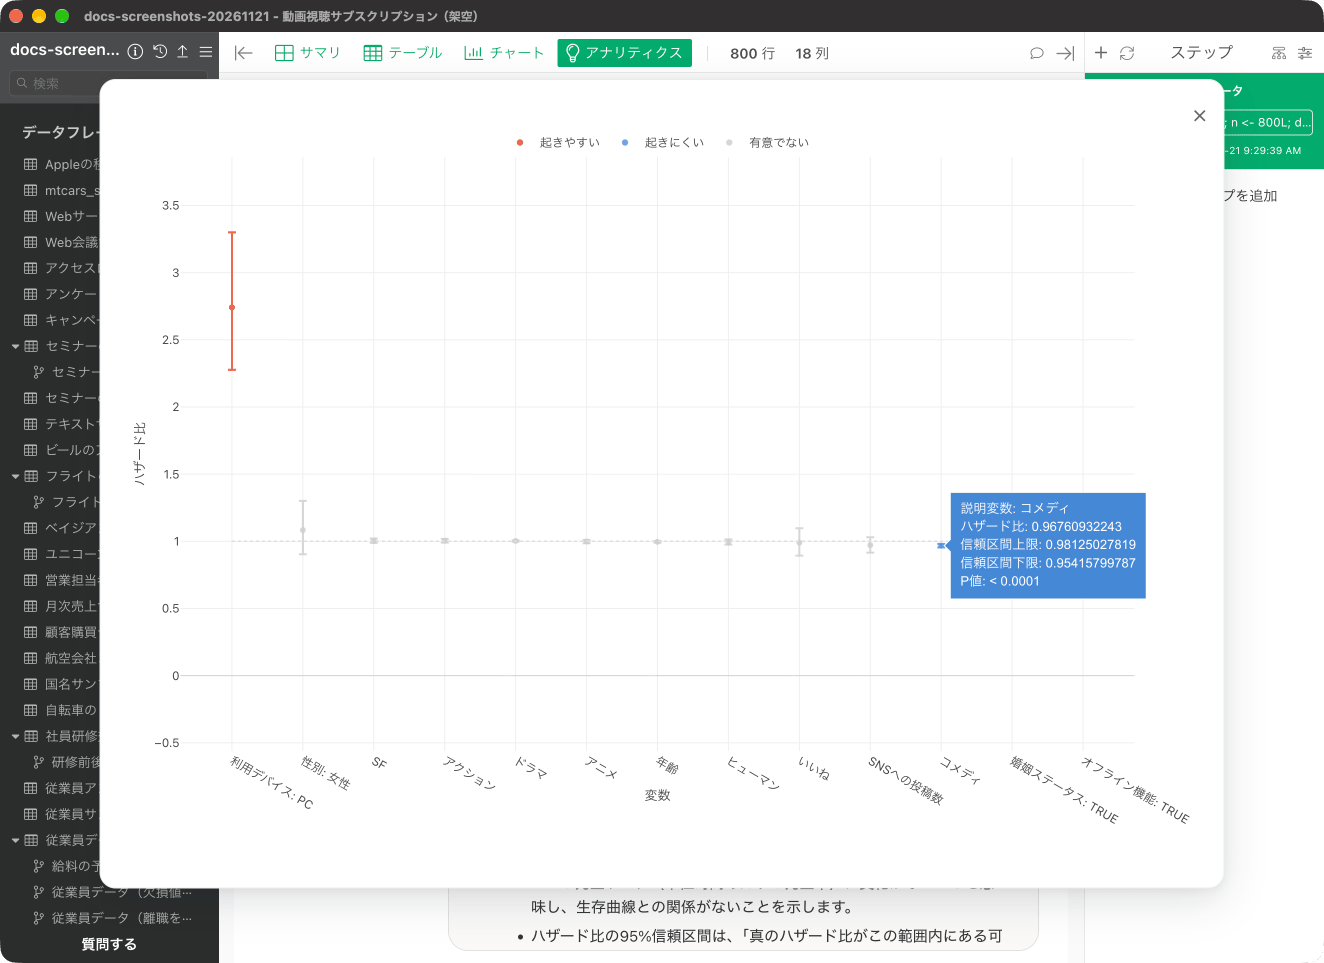 docs-screenshots-20261121 - 動画視聴サブスクリプション（架空）
docs-screen...
サマリ
テーブル
チャート
アナリティクス
800 行
18 列
ステップ
検索
データフレー
Appleの
mtcars_s
Webサー
Web会議
アクセス
アンケー
キャンペ
セミナー
セミナー
セミナー
テキスト
ビールの
フライト
フライト
ベイジア
ユニコー
営業担当
月次売上
顧客購買
航空会社
国名サン
自転車の
社員研修
研修前後
従業員ア
従業員サ
従業員デ
給料の予
従業員データ（欠損値…
従業員データ（離職を…
質問する
ータ
; n <- 800L; d...
-21 9:29:39 AM
プを追加
起きやすい
起きにくい
有意でない
ハザード比
3.5
3
2.5
2
1.5
1
0.5
0
−0.5
説明変数: コメディ
ハザード比: 0.96760932243
信頼区間上限: 0.98125027819
信頼区間下限: 0.95415799787
P値: < 0.0001
利用デバイス: PC
性別: 女性
SF
アクション
ドラマ
アニメ
年齢
ヒューマン
いいね
SNSへの投稿数
コメディ
婚姻ステータス: TRUE
オフライン機能: TRUE
変数
味し、生存曲線との関係がないことを示します。
• ハザード比の95%信頼区間は、「真のハザード比がこの範囲内にある可